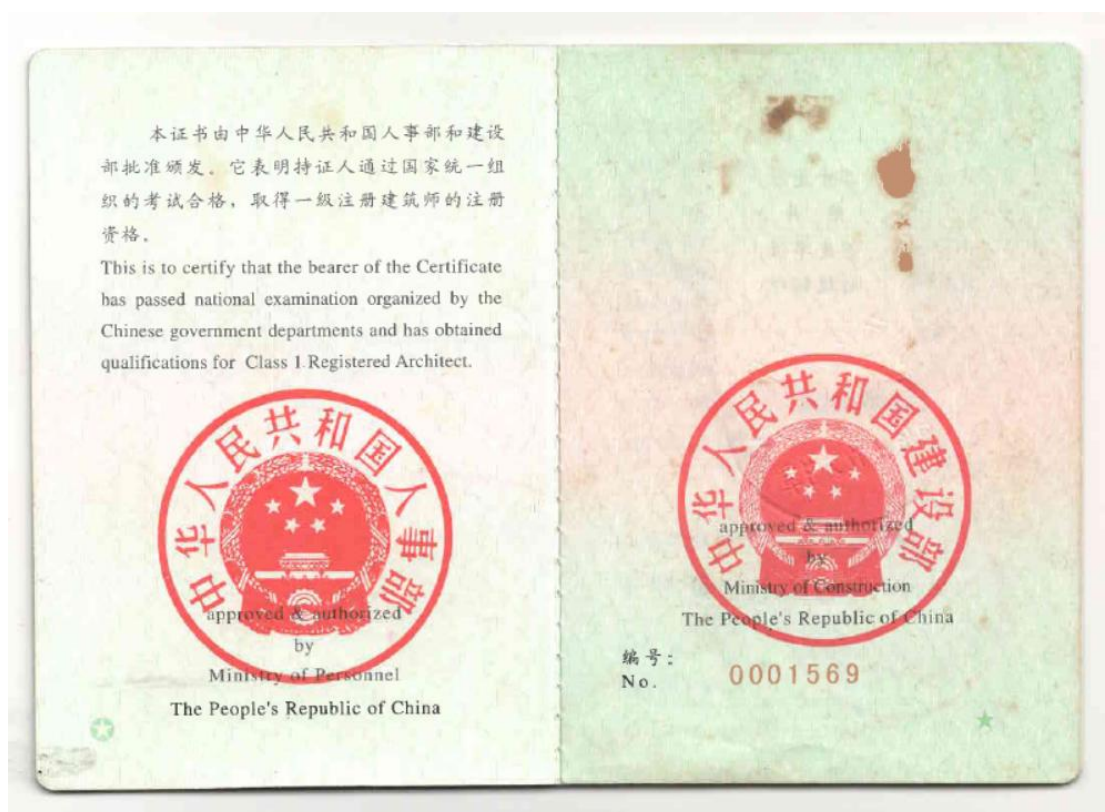 本证书由中华人民共和国人事部和建设
部批准颁发。它表明持证人通过国家统一组
织的考试合格，取得一级注册建筑师的注册
资格。
This is to certify that the bearer of the Certificate
has passed national examination organized by the
Chinese government departments and has obtained
qualifications for Class 1 Registered Architect.
中华人民共和国人事部
approved & authorized
by
Ministry of Personnel
The People's Republic of China
中华人民共和国建设部
approved & authorized
by
Ministry of Construction
The People's Republic of China
编号：
No.
0001569